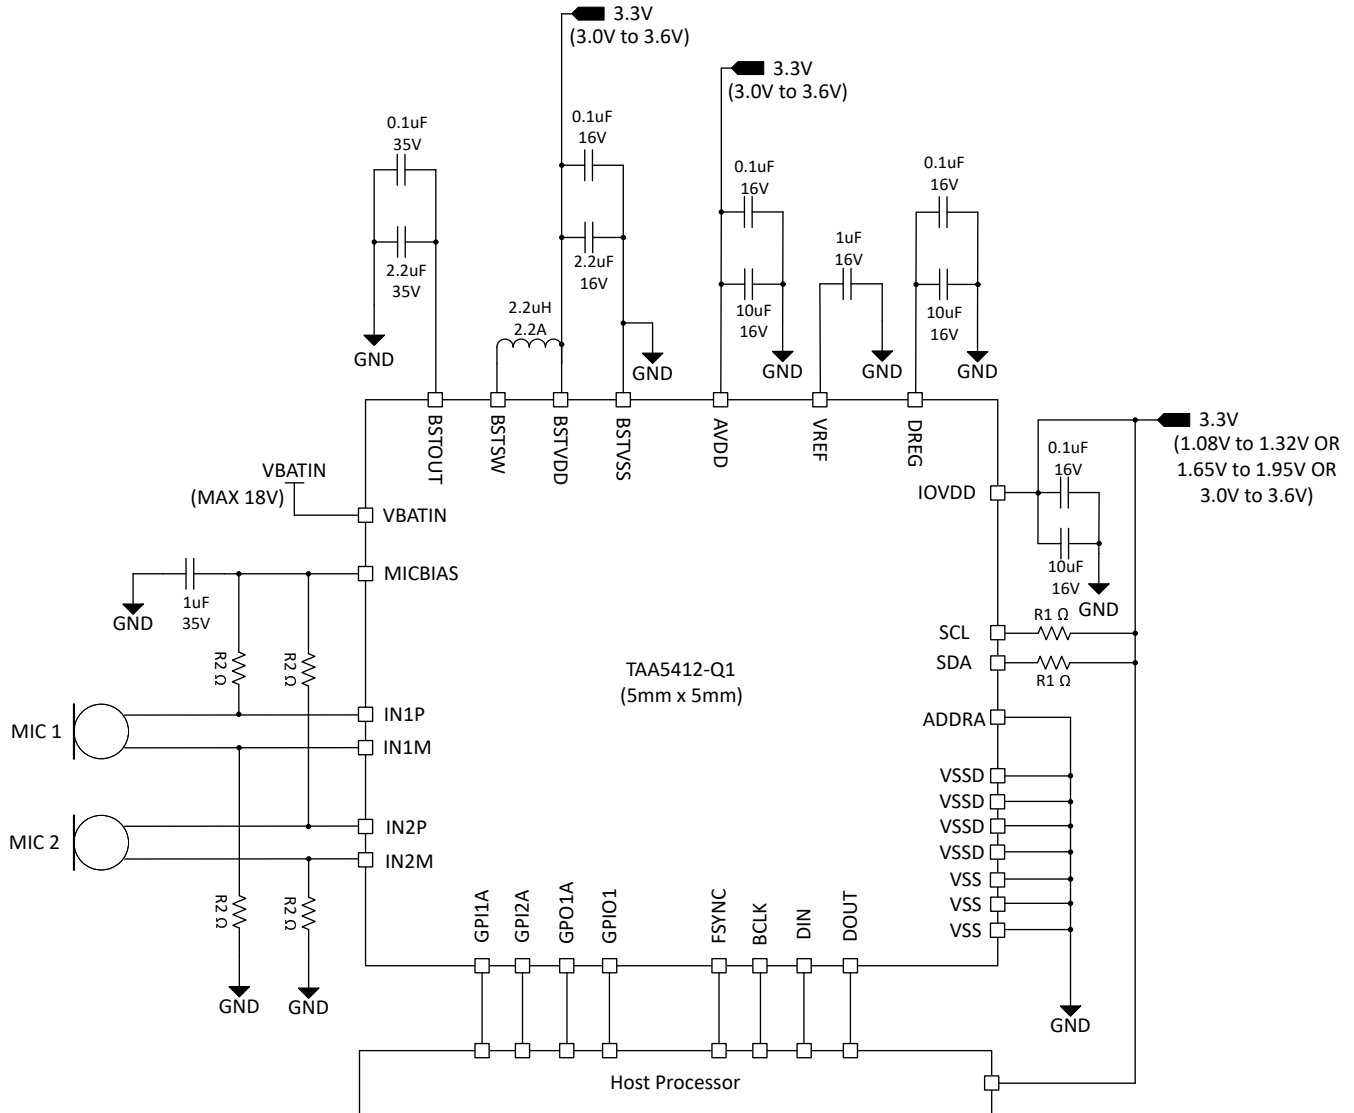 3.3V
(3.0V to 3.6V)
3.3V
(3.0V to 3.6V)
0.1uF
35V
2.2uF
35V
GND
0.1uF
16V
2.2uF
16V
2.2uH
2.2A
GND
0.1uF
16V
10uF
16V
GND
1uF
16V
GND
0.1uF
16V
10uF
16V
GND
BSTOUT
BSTSW
BSTVDD
BSTVSS
AVDD
VREF
DREG
3.3V
(1.08V to 1.32V OR
1.65V to 1.95V OR
3.0V to 3.6V)
0.1uF
16V
10uF
16V
GND
IOVDD
VBATIN
(MAX 18V)
VBATIN
MICBIAS
1uF
35V
GND
R2 Ω
R2 Ω
SCL
R1 Ω
SDA
R1 Ω
TAA5412-Q1
(5mm x 5mm)
MIC 1
IN1P
IN1M
ADDRA
MIC 2
IN2P
IN2M
VSSD
VSSD
VSSD
VSSD
VSS
VSS
VSS
R2 Ω
R2 Ω
GND
GND
GND
GPI1A
GPI2A
GPO1A
GPIO1
FSYNC
BCLK
DIN
DOUT
Host Processor